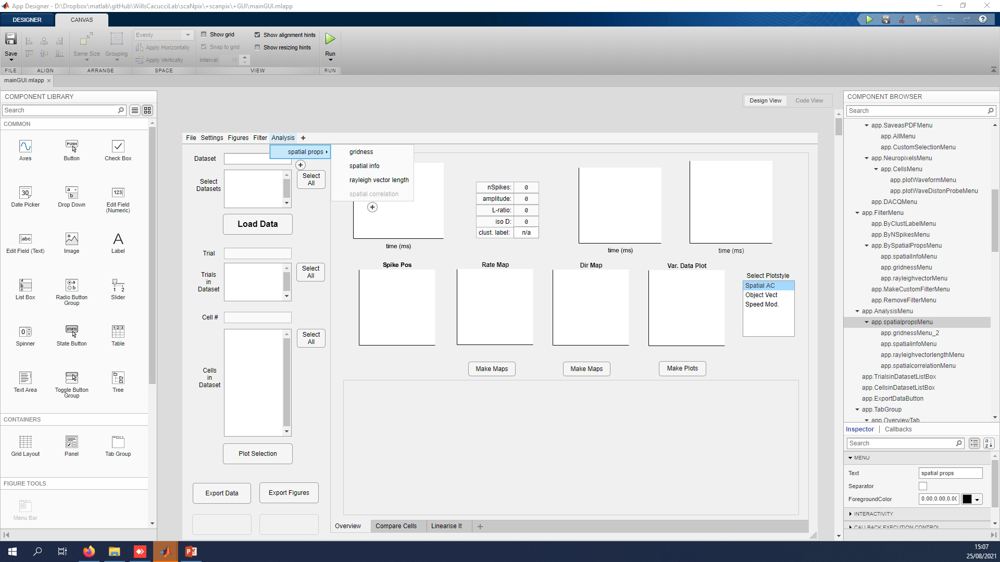 App Designer - D:\Dropbox\matlab\gitHub\WillsCacucciLab\scaNpix\+scanpix\+GUI\mainGUI.mlapp
DESIGNER
CANVAS
Save
FILE
ALIGN
Same Size
Grouping
ARRANGE
Evenly
Apply Horizontally
Apply Vertically
SPACE
Show grid
Snap to grid
Interval: 10
Show alignment hints
Show resizing hints
VIEW
Run
RUN
mainGUI.mlapp
COMPONENT LIBRARY
Search
COMMON
Axes
PUSH
Button
Check Box
30
Date Picker
Drop Down
123
Edit Field
(Numeric)
abc
Edit Field (Text)
Image
A
Label
List Box
Radio Button
Group
Slider
Spinner
STATE
State Button
Table
Text Area
Toggle Button
Group
Tree
CONTAINERS
Grid Layout
Panel
Tab Group
FIGURE TOOLS
Menu Bar
Design View
Code View
File
Settings
Figures
Filter
Analysis
+
spatial props
gridness
spatial info
rayleigh vector length
spatial correlation
Dataset
Select
Datasets
Select
All
Load Data
Trial
Trials
in
Dataset
Select
All
Cell #
Cells
in
Dataset
Select
All
Plot Selection
Export Data
Export Figures
time (ms)
nSpikes: 0
amplitude: 0
L-ratio: 0
iso D: 0
clust. label: n/a
time (ms)
time (ms)
Spike Pos
Rate Map
Dir Map
Var. Data Plot
Select Plotstyle
Spatial AC
Object Vect
Speed Mod.
Make Maps
Make Maps
Make Plots
Overview
Compare Cells
Linearise It
+
COMPONENT BROWSER
Search
app.SaveasPDFMenu
app.AllMenu
app.CustomSelectionMenu
app.NeuropixelsMenu
app.CellsMenu
app.plotWaveformMenu
app.plotWaveDistonProbeMenu
app.DACQMenu
app.FilterMenu
app.ByClustLabelMenu
app.ByNSpikesMenu
app.BySpatialPropsMenu
app.spatialInfoMenu
app.gridnessMenu
app.rayleighvectorMenu
app.MakeCustomFilterMenu
app.RemoveFilterMenu
app.AnalysisMenu
app.spatialpropsMenu
app.gridnessMenu_2
app.spatialinfoMenu
app.rayleighvectorlengthMenu
app.spatialcorrelationMenu
app.TrialsinDatasetListBox
app.CellsinDatasetListBox
app.ExportDataButton
app.TabGroup
app.OverviewTab
Inspector
Callbacks
Search
MENU
Text
spatial props
Separator
ForegroundColor
0.00,0.00,0.00
INTERACTIVITY
CALLBACK EXECUTION CONTROL
15:07
25/08/2021